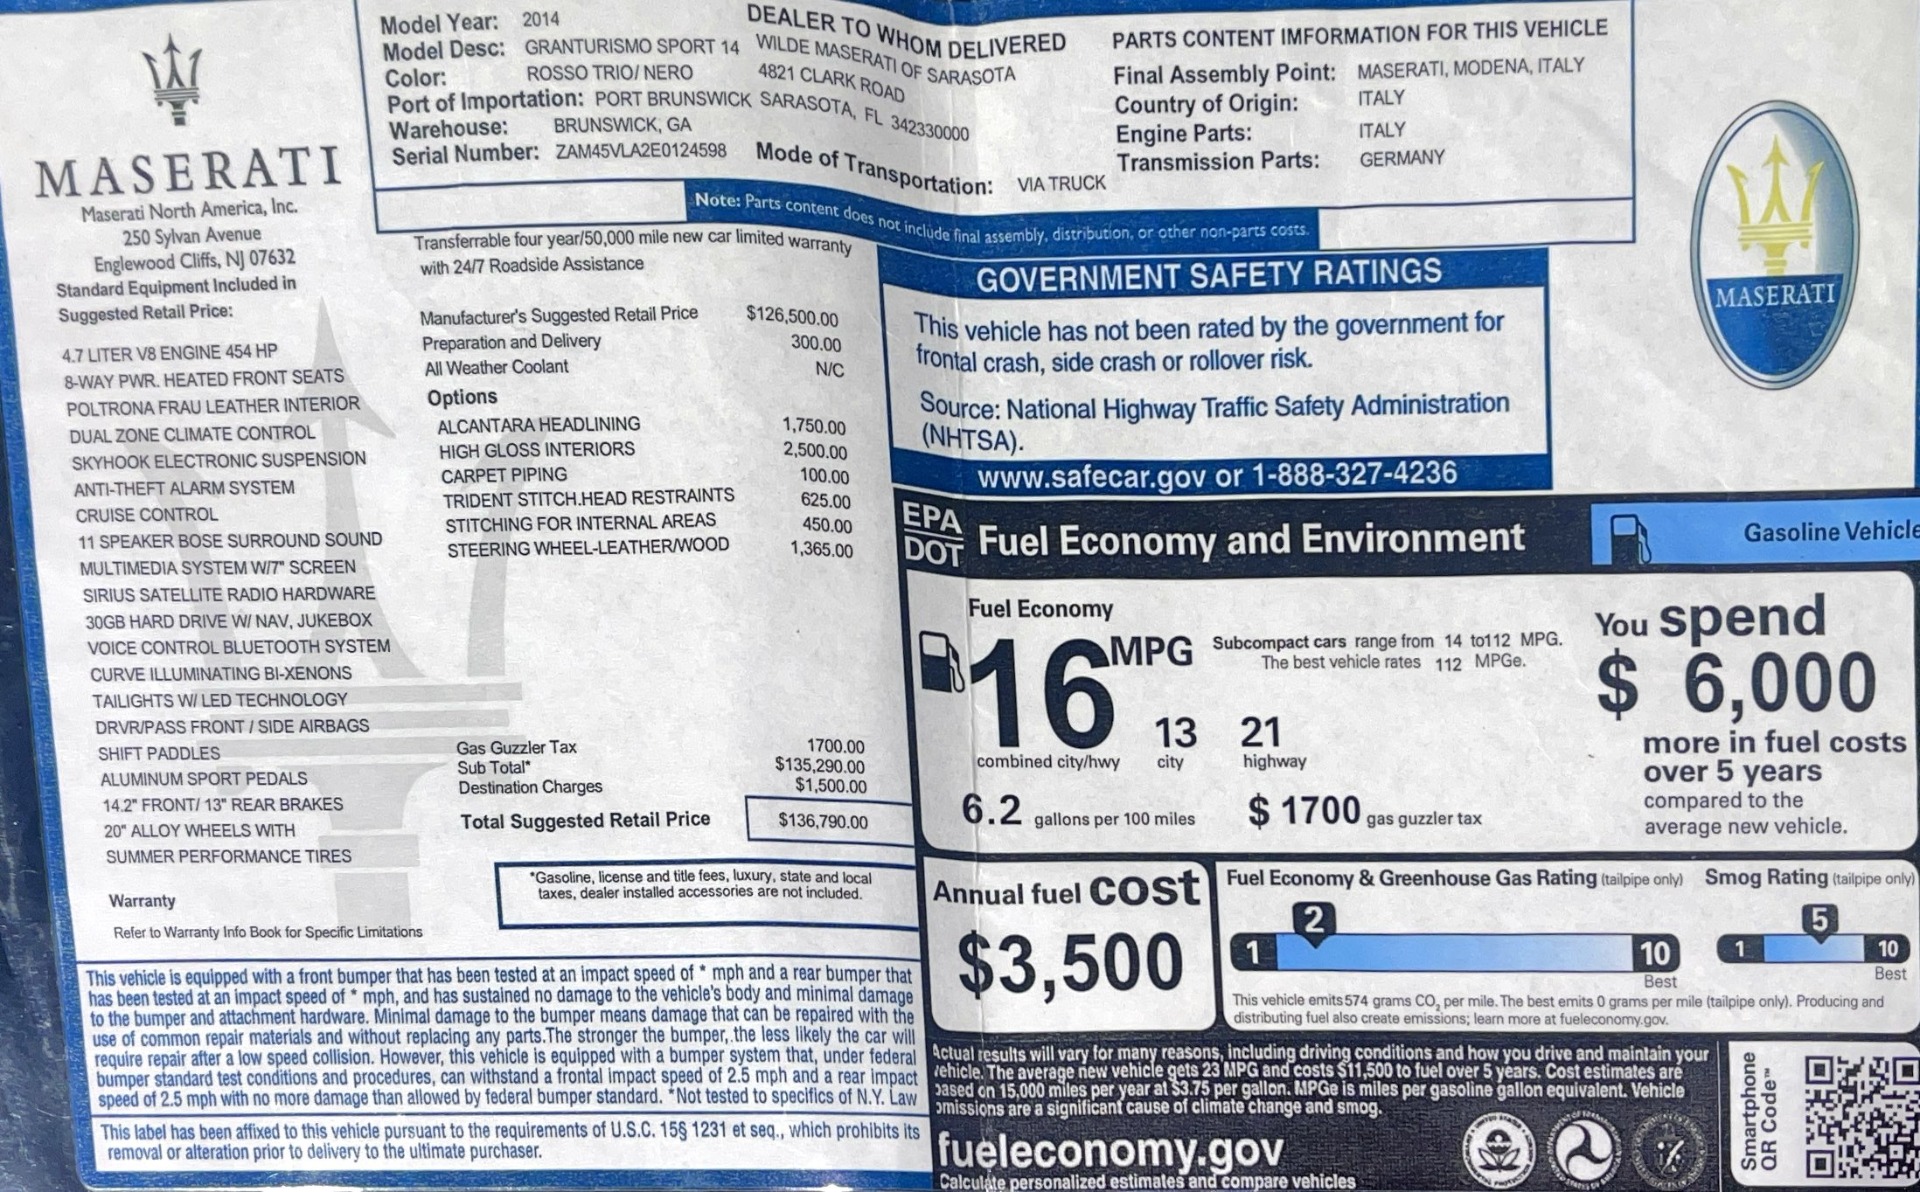 MASERATI
Maserati North America, Inc.
250 Sylvan Avenue
Englewood Cliffs, NJ 07632
Standard Equipment Included in
Suggested Retail Price:
4.7 LITER V8 ENGINE 454 HP
8-WAY PWR. HEATED FRONT SEATS
POLTRONA FRAU LEATHER INTERIOR
DUAL ZONE CLIMATE CONTROL
SKYHOOK ELECTRONIC SUSPENSION
ANTI-THEFT ALARM SYSTEM
CRUISE CONTROL
11 SPEAKER BOSE SURROUND SOUND
MULTIMEDIA SYSTEM W/7" SCREEN
SIRIUS SATELLITE RADIO HARDWARE
30GB HARD DRIVE W/ NAV, JUKEBOX
VOICE CONTROL BLUETOOTH SYSTEM
CURVE ILLUMINATING BI-XENONS
TAILIGHTS W/ LED TECHNOLOGY
DRVR/PASS FRONT / SIDE AIRBAGS
SHIFT PADDLES
ALUMINUM SPORT PEDALS
14.2" FRONT/ 13" REAR BRAKES
20" ALLOY WHEELS WITH
SUMMER PERFORMANCE TIRES
Warranty
Refer to Warranty Info Book for Specific Limitations
Model Year: 2014
Model Desc: GRANTURISMO SPORT 14
Color: ROSSO TRIO/ NERO
Port of Importation: PORT BRUNSWICK
Warehouse: BRUNSWICK, GA
Serial Number: ZAM45VLA2E0124598
DEALER TO WHOM DELIVERED
WILDE MASERATI OF SARASOTA
4821 CLARK ROAD
SARASOTA, FL 342330000
Mode of Transportation: VIA TRUCK
PARTS CONTENT IMFORMATION FOR THIS VEHICLE
Final Assembly Point: MASERATI, MODENA, ITALY
Country of Origin: ITALY
Engine Parts: ITALY
Transmission Parts: GERMANY
Note: Parts content does not include final assembly, distribution, or other non-parts costs.
MASERATI
Transferrable four year/50,000 mile new car limited warranty
with 24/7 Roadside Assistance
Manufacturer's Suggested Retail Price $126,500.00
Preparation and Delivery 300.00
All Weather Coolant N/C
Options
ALCANTARA HEADLINING 1,750.00
HIGH GLOSS INTERIORS 2,500.00
CARPET PIPING 100.00
TRIDENT STITCH.HEAD RESTRAINTS 625.00
STITCHING FOR INTERNAL AREAS 450.00
STEERING WHEEL-LEATHER/WOOD 1,365.00
Gas Guzzler Tax 1700.00
Sub Total* $135,290.00
Destination Charges $1,500.00
Total Suggested Retail Price $136,790.00
*Gasoline, license and title fees, luxury, state and local
taxes, dealer installed accessories are not included.
This vehicle is equipped with a front bumper that has been tested at an impact speed of * mph and a rear bumper that
has been tested at an impact speed of * mph, and has sustained no damage to the vehicle's body and minimal damage
to the bumper and attachment hardware. Minimal damage to the bumper means damage that can be repaired with the
use of common repair materials and without replacing any parts.The stronger the bumper, the less likely the car will
require repair after a low speed collision. However, this vehicle is equipped with a bumper system that, under federal
bumper standard test conditions and procedures, can withstand a frontal impact speed of 2.5 mph and a rear impact
speed of 2.5 mph with no more damage than allowed by federal bumper standard. *Not tested to specifics of N.Y. Law
This label has been affixed to this vehicle pursuant to the requirements of U.S.C. 15§ 1231 et seq., which prohibits its
removal or alteration prior to delivery to the ultimate purchaser.
GOVERNMENT SAFETY RATINGS
This vehicle has not been rated by the government for
frontal crash, side crash or rollover risk.
Source: National Highway Traffic Safety Administration
(NHTSA).
www.safecar.gov or 1-888-327-4236
EPA
DOT
Fuel Economy and Environment
Gasoline Vehicle
Fuel Economy
16 MPG
combined city/hwy
13
city
21
highway
Subcompact cars range from 14 to112 MPG.
The best vehicle rates 112 MPGe.
6.2 gallons per 100 miles
$ 1700 gas guzzler tax
You spend
$ 6,000
more in fuel costs
over 5 years
compared to the
average new vehicle.
Annual fuel cost
$3,500
Fuel Economy & Greenhouse Gas Rating (tailpipe only)
2
1 10
Best
Smog Rating (tailpipe only)
5
1 10
Best
This vehicle emits 574 grams CO2 per mile. The best emits 0 grams per mile (tailpipe only). Producing and
distributing fuel also create emissions; learn more at fueleconomy.gov.
Actual results will vary for many reasons, including driving conditions and how you drive and maintain your
vehicle. The average new vehicle gets 23 MPG and costs $11,500 to fuel over 5 years. Cost estimates are
based on 15,000 miles per year at $3.75 per gallon. MPGe is miles per gasoline gallon equivalent. Vehicle
omissions are a significant cause of climate change and smog.
fueleconomy.gov
Calculate personalized estimates and compare vehicles
Smartphone
QR Code™